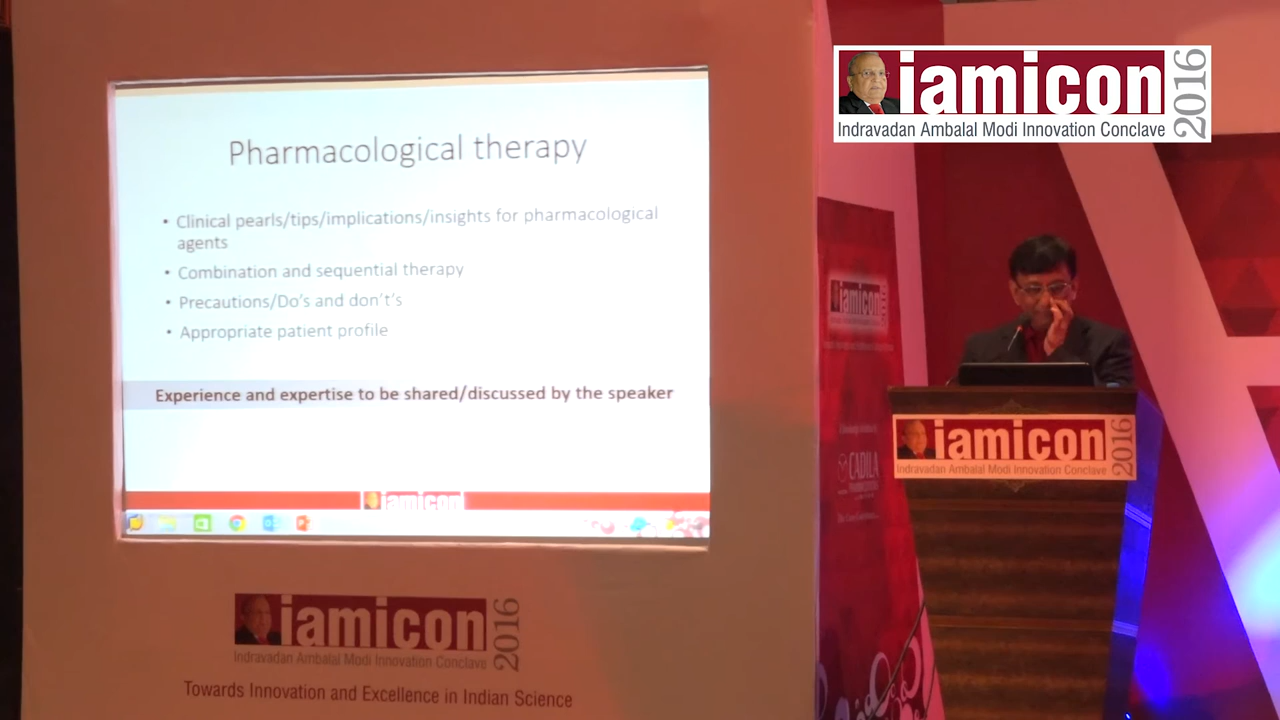 Pharmacological therapy
• Clinical pearls/tips/implications/insights for pharmacological
agents
• Combination and sequential therapy
• Precautions/Do's and don't's
• Appropriate patient profile
Experience and expertise to be shared/discussed by the speaker
iamicon
iamicon 2016
Indravadan Ambalal Modi Innovation Conclave
Towards Innovation and Excellence in Indian Science
iamicon 2016
Indravadan Ambalal Modi Innovation Conclave
iamicon
CADILA
iamicon 2016
Indravadan Ambalal Modi Innovation Conclave